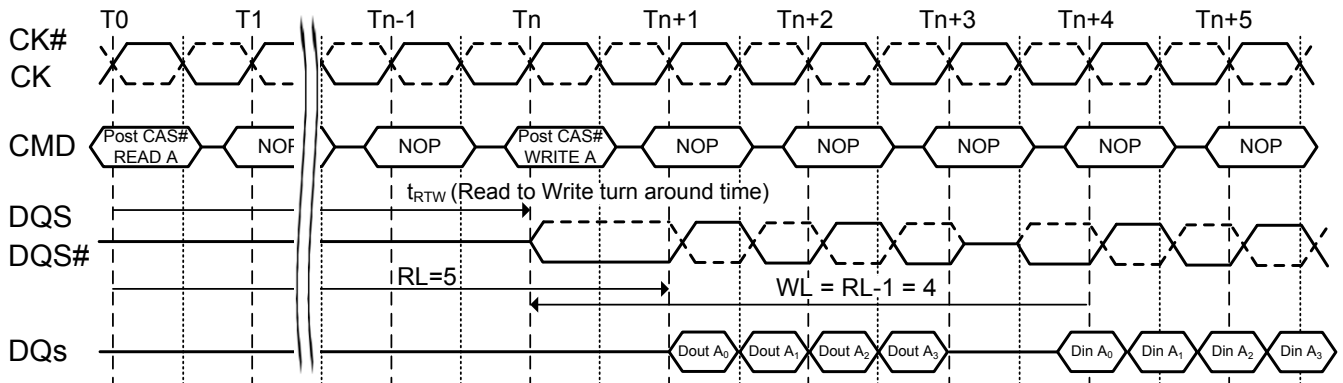 T0 T1 Tn-1 Tn Tn+1 Tn+2 Tn+3 Tn+4 Tn+5
CK#
CK
CMD
Post CAS#
READ A
NOP
NOP
Post CAS#
WRITE A
NOP
NOP
NOP
NOP
NOP
tRTW (Read to Write turn around time)
DQS
DQS#
RL=5
WL = RL-1 = 4
DQs
Dout A0 Dout A1 Dout A2 Dout A3 Din A0 Din A1 Din A2 Din A3